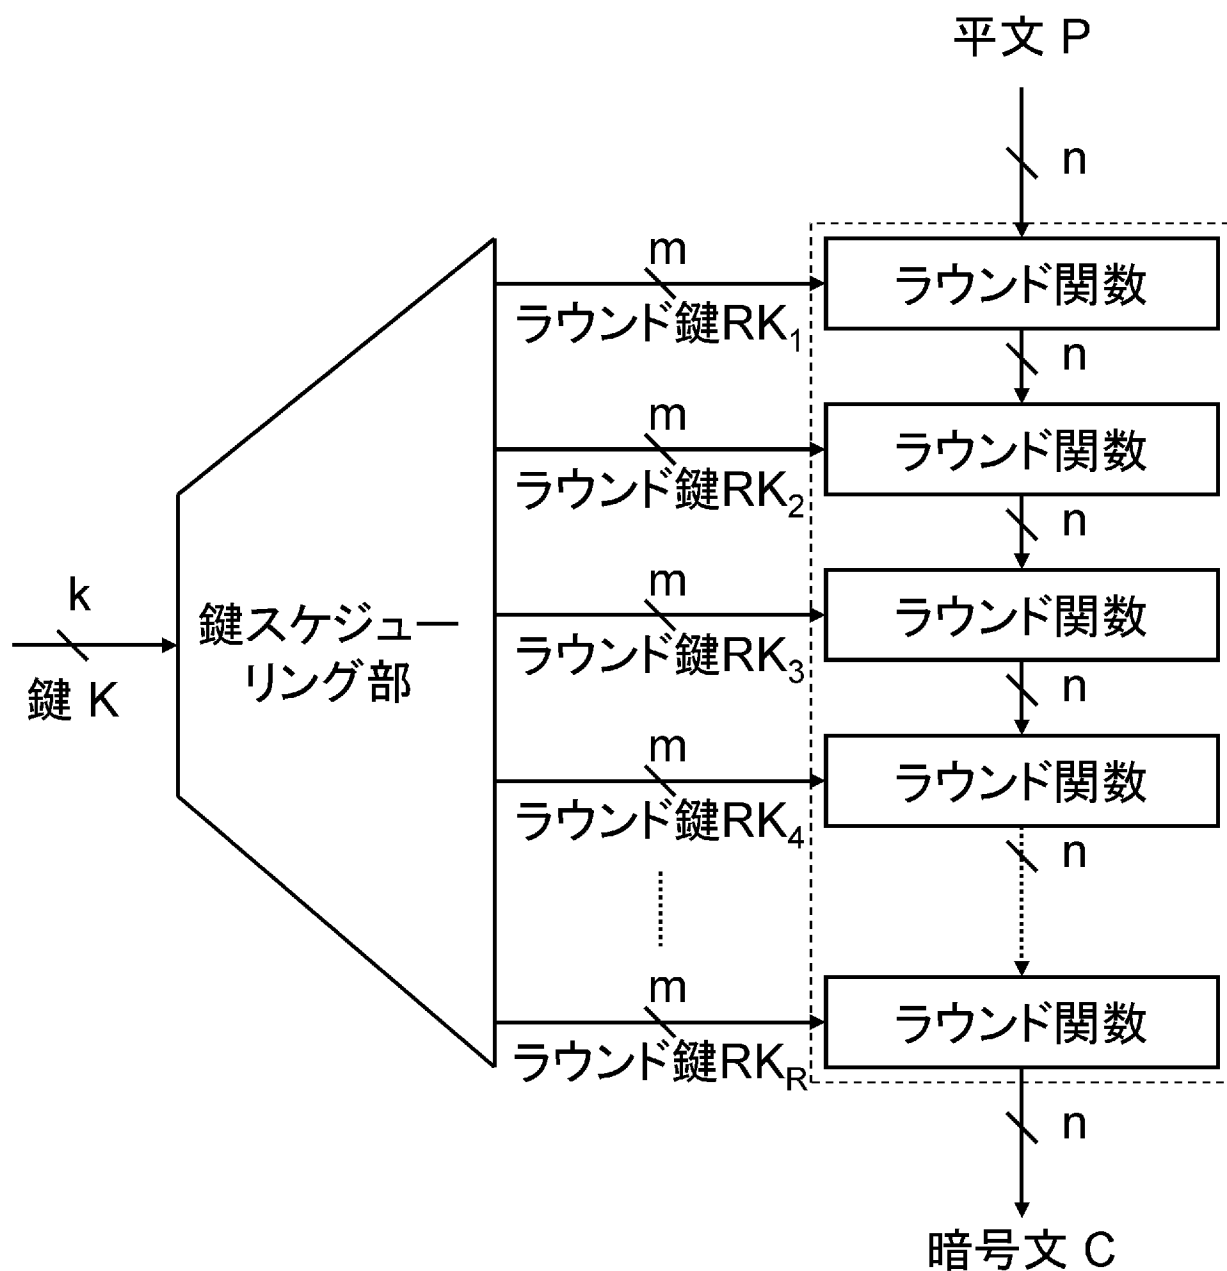 平文 P
n
m
ラウンド関数
ラウンド鍵RK1
n
m
ラウンド関数
ラウンド鍵RK2
n
k
鍵 K
鍵スケジュー
リング部
m
ラウンド関数
ラウンド鍵RK3
n
m
ラウンド関数
ラウンド鍵RK4
n
m
ラウンド関数
ラウンド鍵RKR
n
暗号文 C